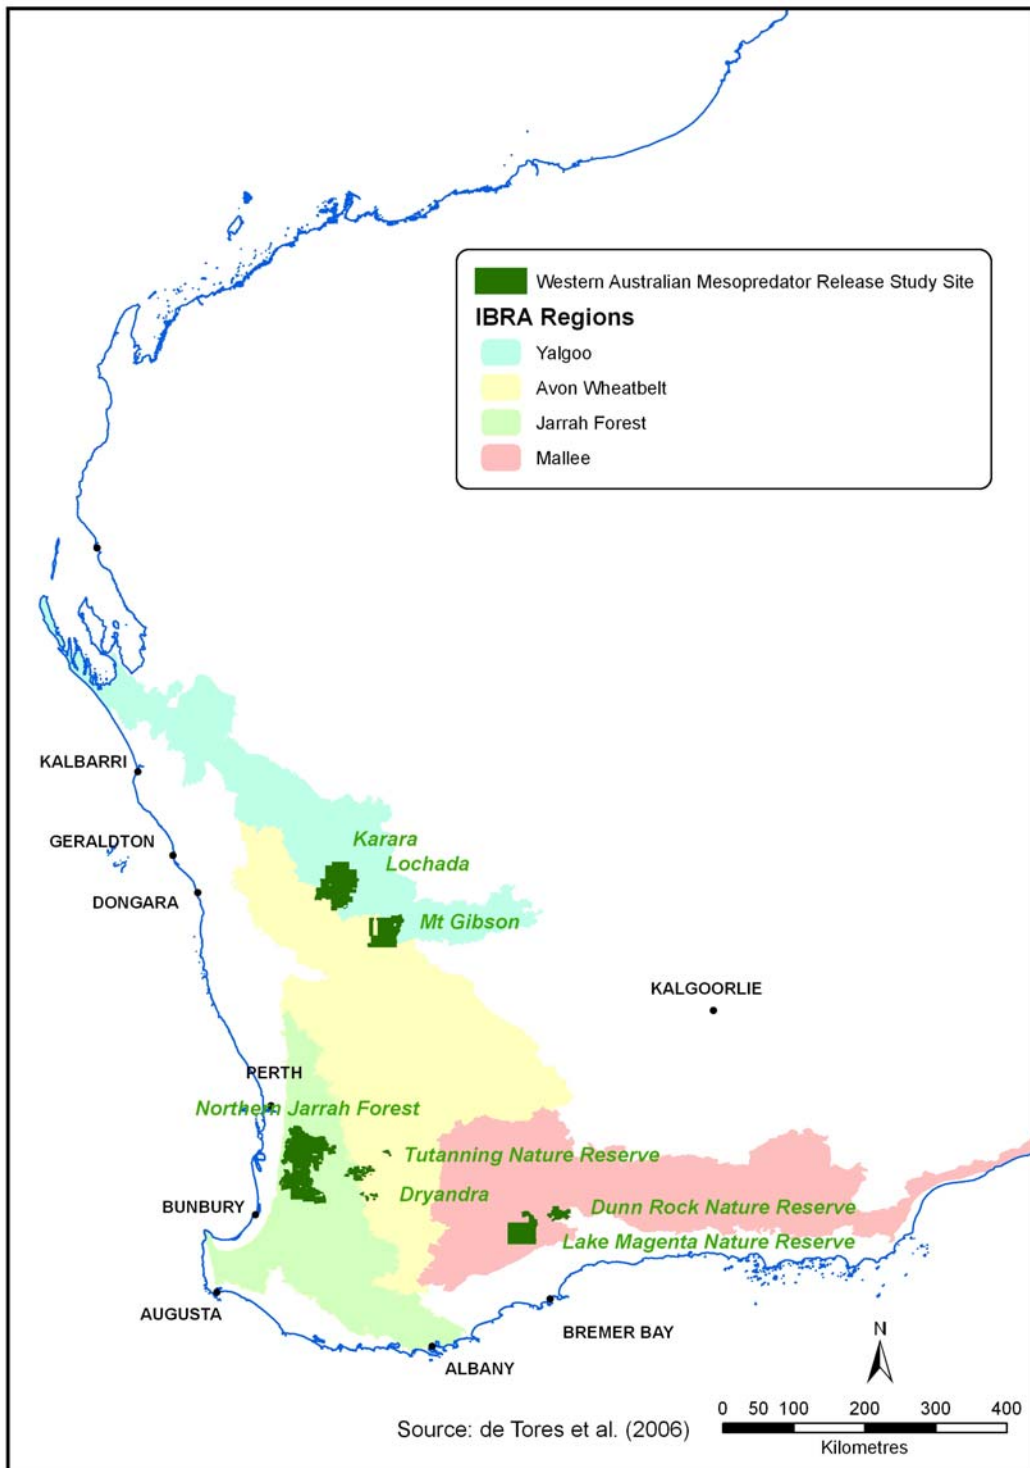 Western Australian Mesopredator Release Study Site
IBRA Regions
Yalgoo
Avon Wheatbelt
Jarrah Forest
Mallee
KALBARRI
GERALDTON
DONGARA
Karara
Lochada
Mt Gibson
KALGOORLIE
PERTH
Northern Jarrah Forest
Tutanning Nature Reserve
Dryandra
BUNBURY
Dunn Rock Nature Reserve
Lake Magenta Nature Reserve
AUGUSTA
BREMER BAY
ALBANY
N
Source: de Tores et al. (2006)
0 50 100 200 300 400
Kilometres